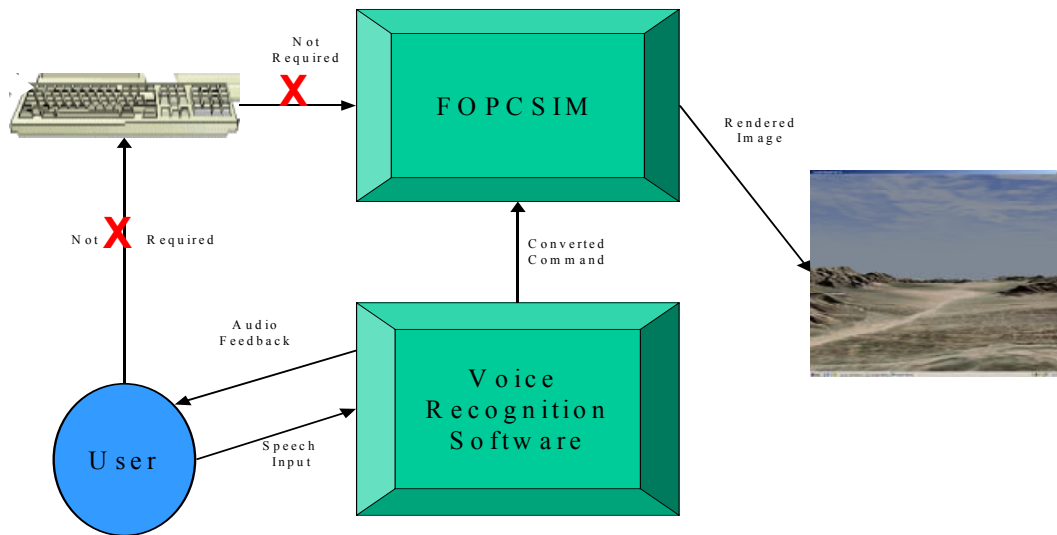 Not
Required
FOPCSIM
Rendered
Image
Not Required
Converted
Command
Audio
Feedback
Voice
Recognition
Software
Speech
Input
User